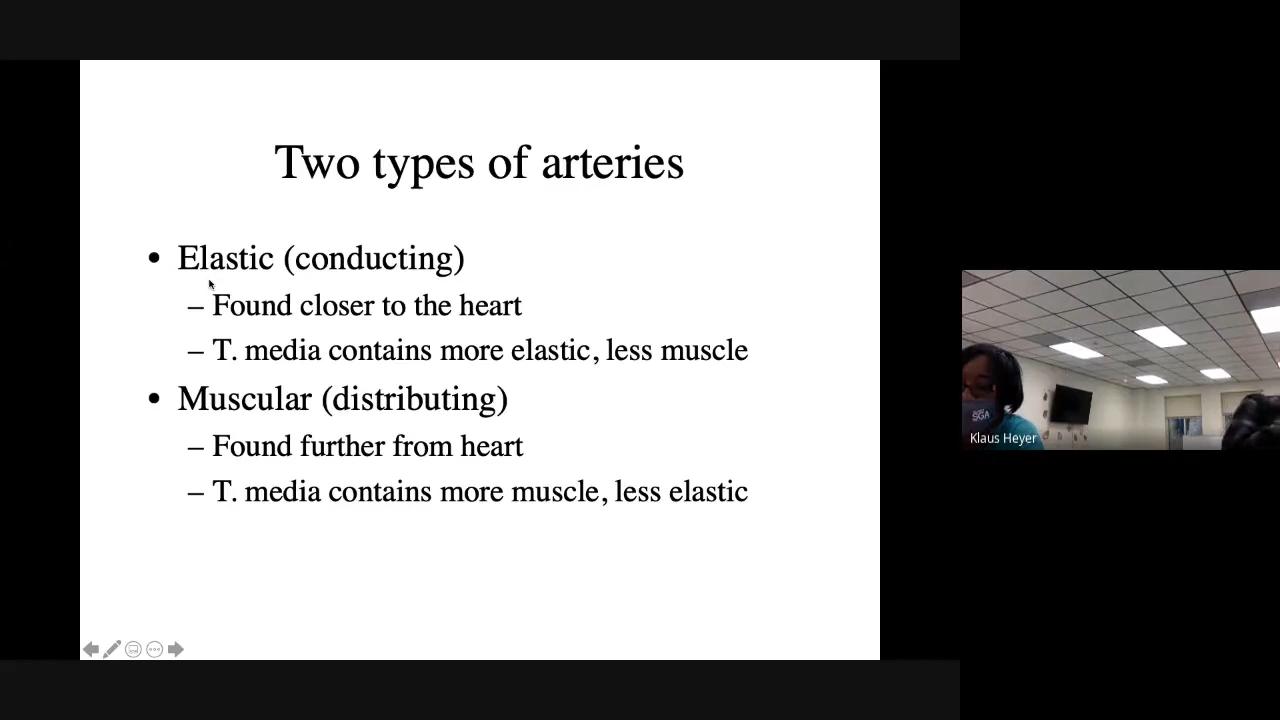 Two types of arteries
• Elastic (conducting)
– Found closer to the heart
– T. media contains more elastic, less muscle
• Muscular (distributing)
– Found further from heart
– T. media contains more muscle, less elastic
SGA
Klaus Heyer